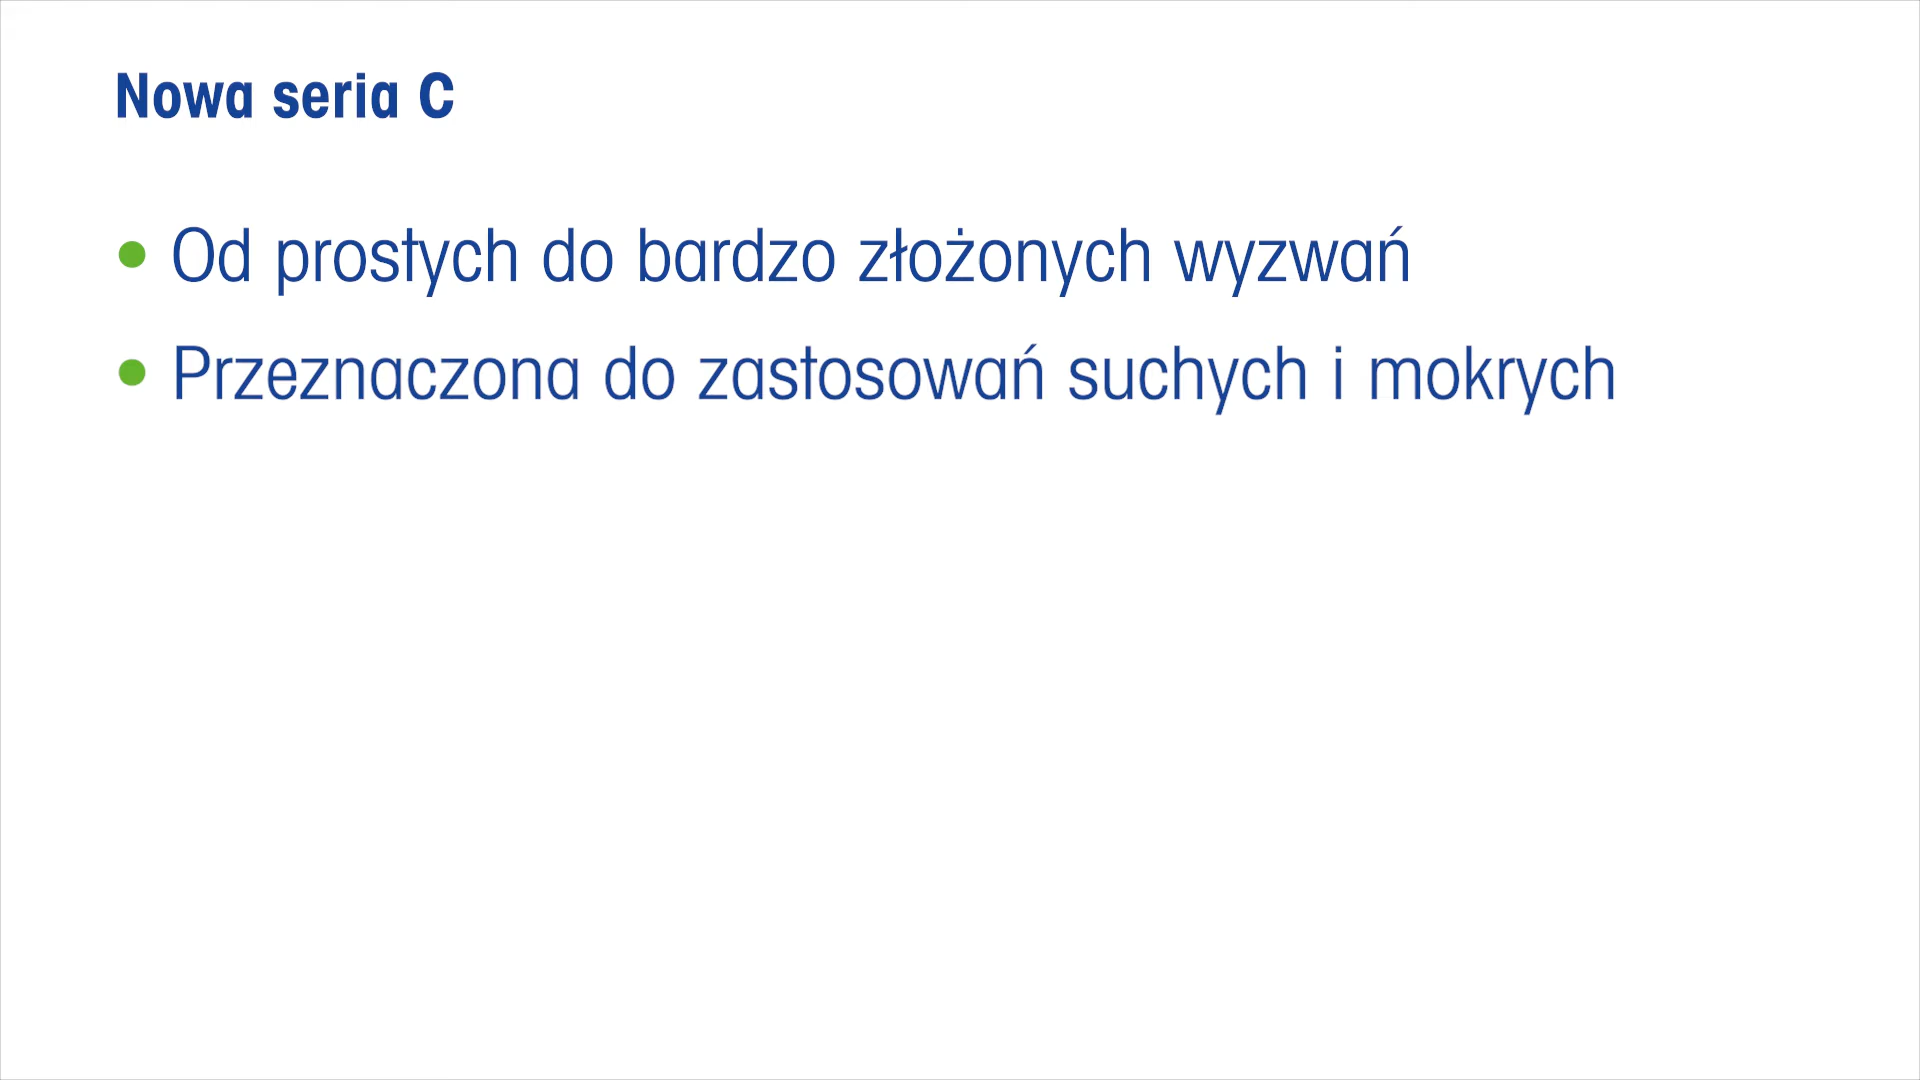 Nowa seria C
• Od prostych do bardzo złożonych wyzwań
• Przeznaczona do zastosowań suchych i mokrych